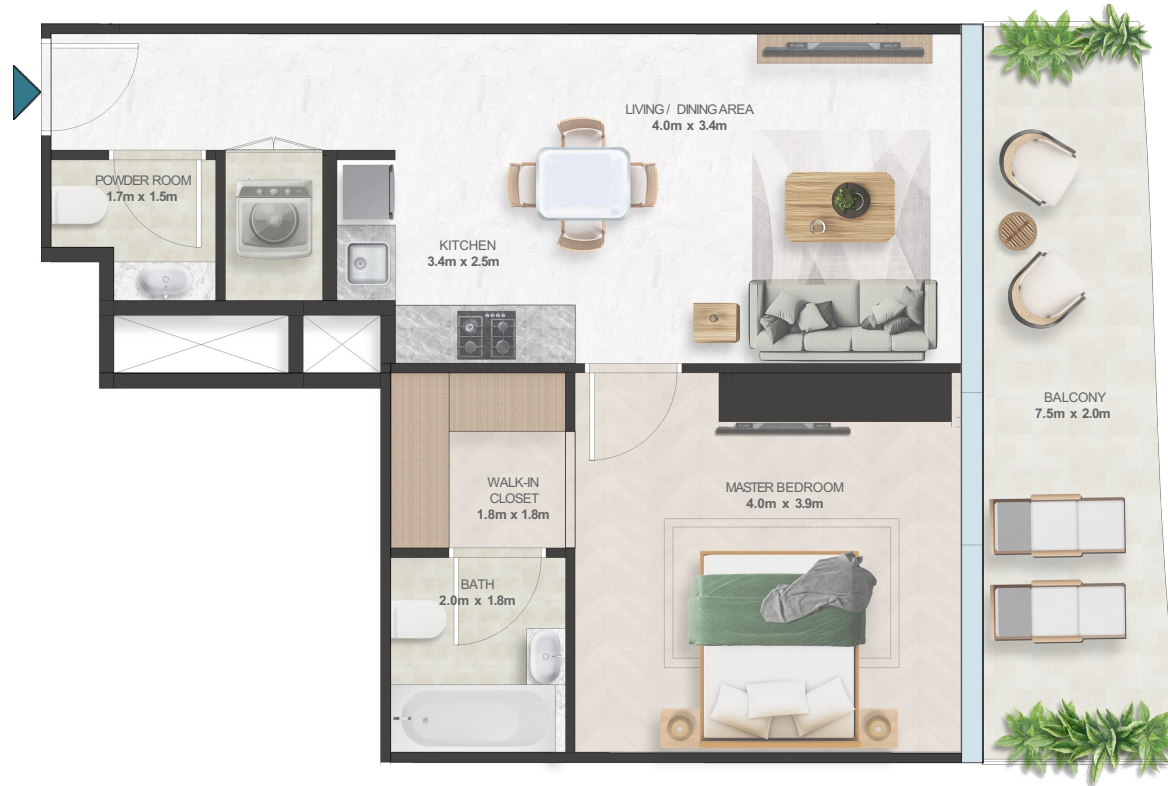 LIVING / DINING AREA
4.0m x 3.4m
POWDER ROOM
1.7m x 1.5m
KITCHEN
3.4m x 2.5m
BALCONY
7.5m x 2.0m
WALK-IN
CLOSET
1.8m x 1.8m
MASTER BEDROOM
4.0m x 3.9m
BATH
2.0m x 1.8m